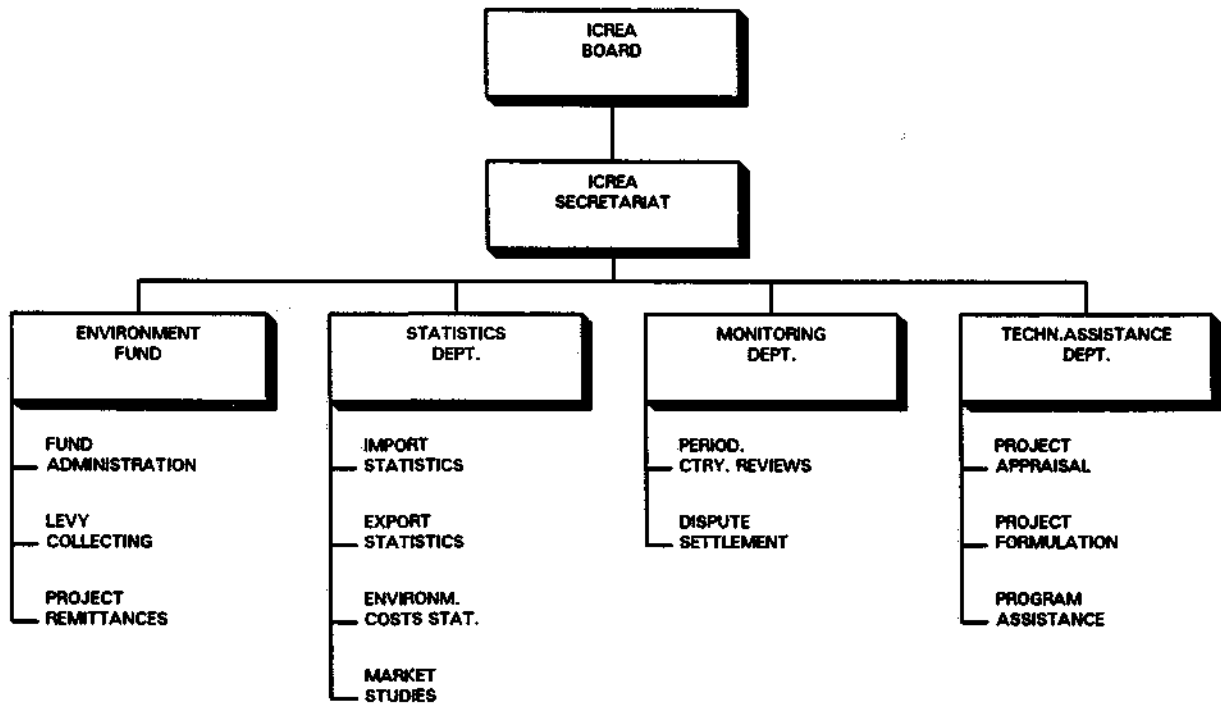 ICREA
BOARD
ICREA
SECRETARIAT
ENVIRONMENT
FUND
STATISTICS
DEPT.
MONITORING
DEPT.
TECHN.ASSISTANCE
DEPT.
FUND
ADMINISTRATION
LEVY
COLLECTING
PROJECT
REMITTANCES
IMPORT
STATISTICS
EXPORT
STATISTICS
ENVIRONM.
COSTS STAT.
MARKET
STUDIES
PERIOD.
CTRY. REVIEWS
DISPUTE
SETTLEMENT
PROJECT
APPRAISAL
PROJECT
FORMULATION
PROGRAM
ASSISTANCE